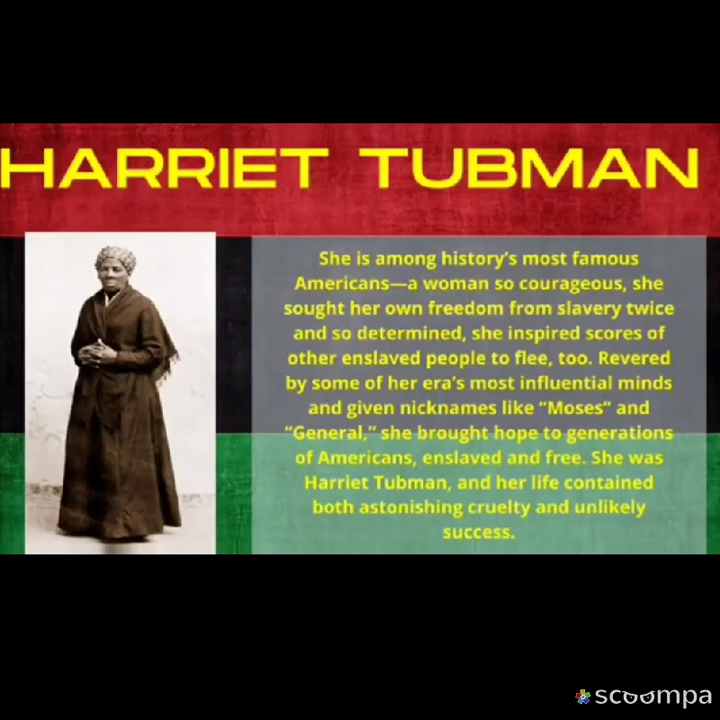 HARRIET TUBMAN
She is among history's most famous
Americans—a woman so courageous, she
sought her own freedom from slavery twice
and so determined, she inspired scores of
other enslaved people to flee, too. Revered
by some of her era's most influential minds
and given nicknames like "Moses" and
"General," she brought hope to generations
of Americans, enslaved and free. She was
Harriet Tubman, and her life contained
both astonishing cruelty and unlikely
success.
scoompa